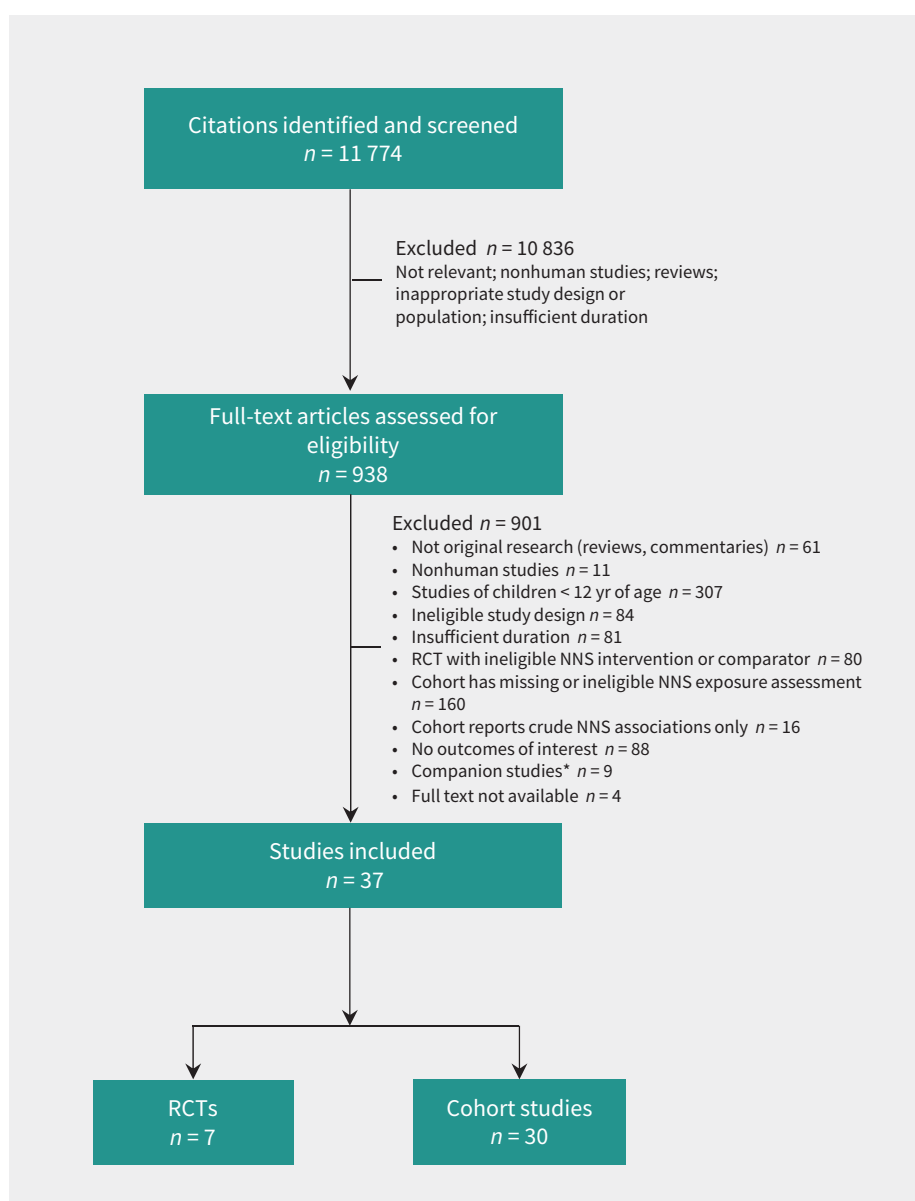 Citations identified and screened
n = 11 774
Excluded n = 10 836
Not relevant; nonhuman studies; reviews;
inappropriate study design or
population; insufficient duration
Full-text articles assessed for
eligibility
n = 938
Excluded n = 901
• Not original research (reviews, commentaries) n = 61
• Nonhuman studies n = 11
• Studies of children < 12 yr of age n = 307
• Ineligible study design n = 84
• Insufficient duration n = 81
• RCT with ineligible NNS intervention or comparator n = 80
• Cohort has missing or ineligible NNS exposure assessment
n = 160
• Cohort reports crude NNS associations only n = 16
• No outcomes of interest n = 88
• Companion studies* n = 9
• Full text not available n = 4
Studies included
n = 37
RCTs
n = 7
Cohort studies
n = 30